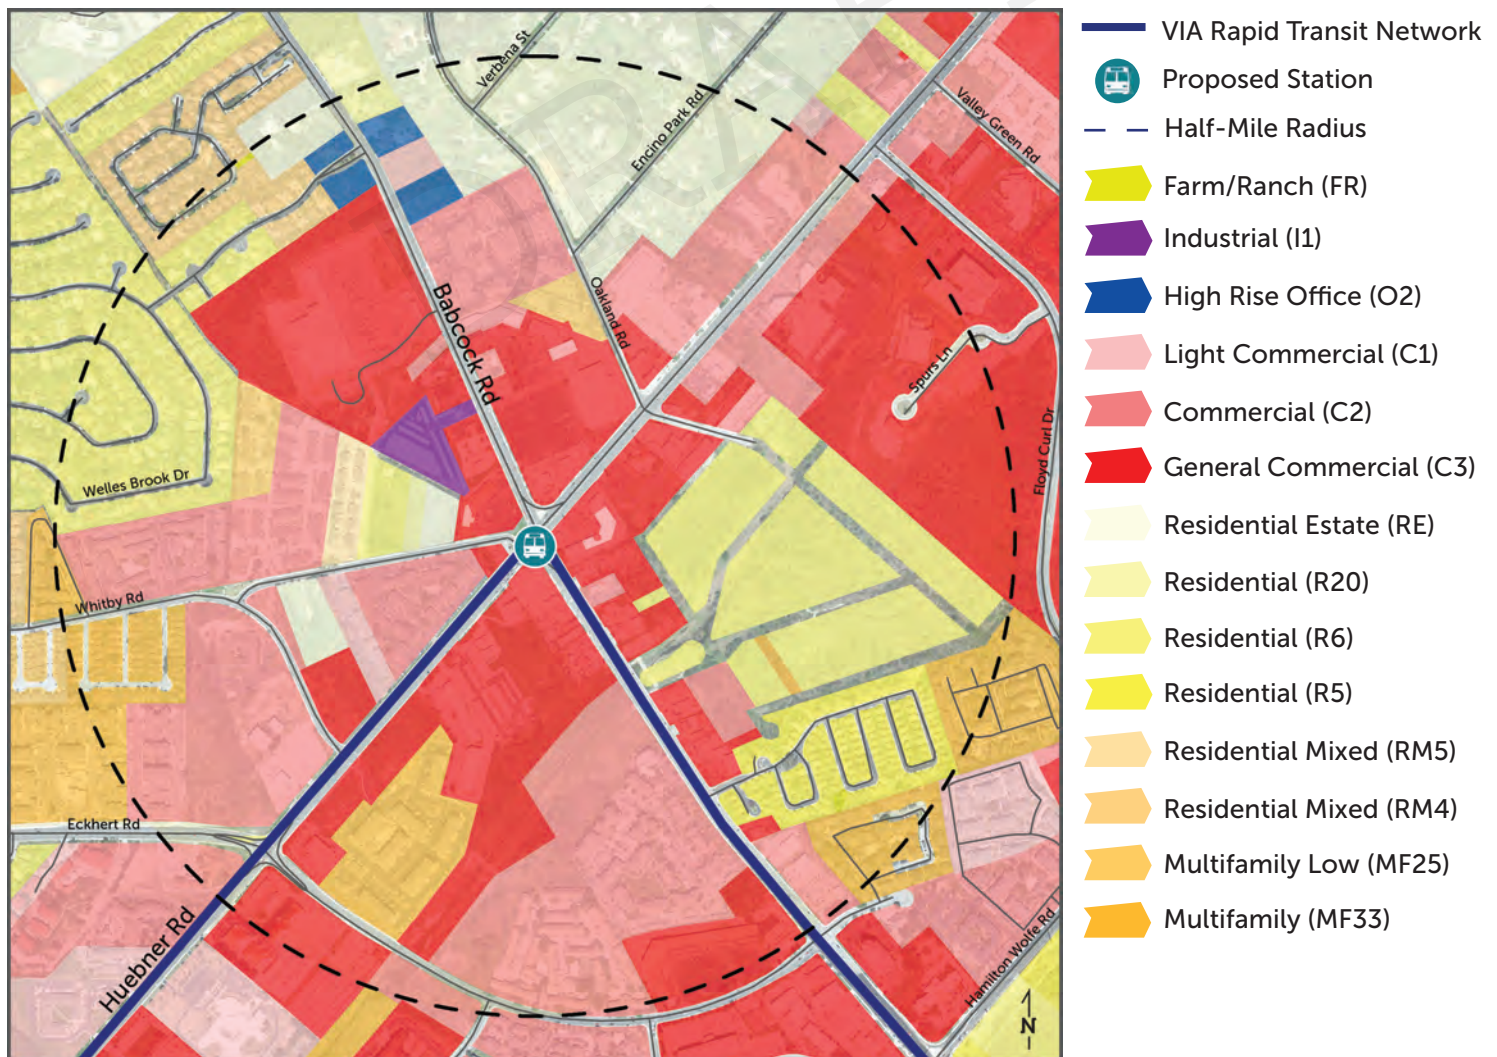 VIA Rapid Transit Network
Proposed Station
Half-Mile Radius
Farm/Ranch (FR)
Industrial (I1)
High Rise Office (O2)
Light Commercial (C1)
Commercial (C2)
General Commercial (C3)
Residential Estate (RE)
Residential (R20)
Residential (R6)
Residential (R5)
Residential Mixed (RM5)
Residential Mixed (RM4)
Multifamily Low (MF25)
Multifamily (MF33)
Verbena St
Encino Park Rd
Valley Green Rd
Babcock Rd
Oakland Rd
Spurs Ln
Floyd Curl Dr
Welles Brook Dr
Whitby Rd
Eckhert Rd
Huebner Rd
Hamilton Wolfe Rd
N